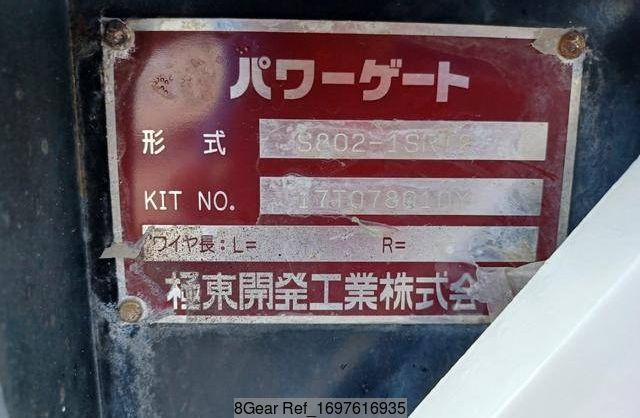 パワーゲート
形 式
KIT NO.
ワイヤ長:L= R=
極東開発工業株式会
8Gear Ref_1697616935